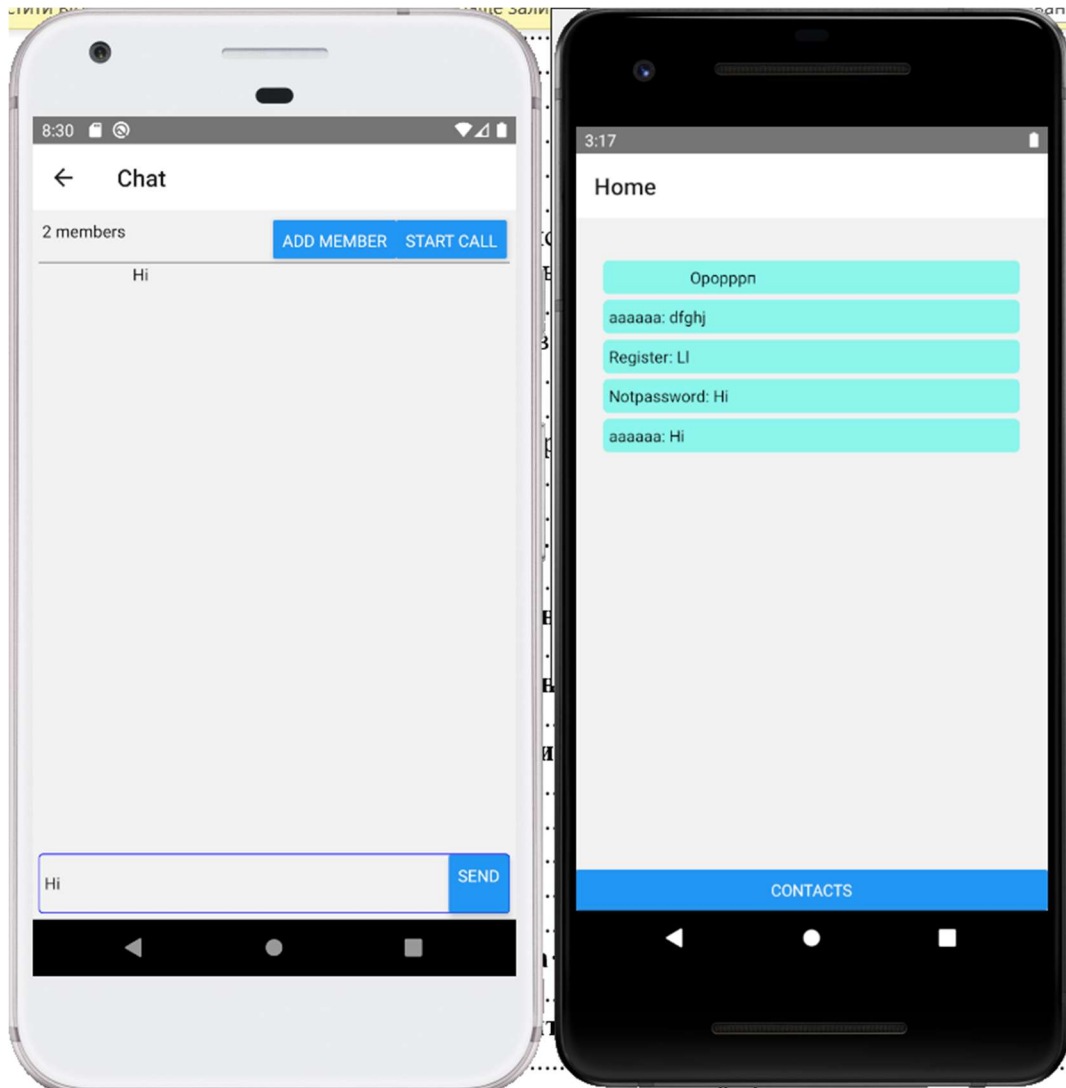 8:30
Chat
2 members
ADD MEMBER START CALL
Hi
Hi
SEND
3:17
Home
Оропррп
aaaaaa: dfghj
Register: Ll
Notpassword: Hi
aaaaaa: Hi
CONTACTS